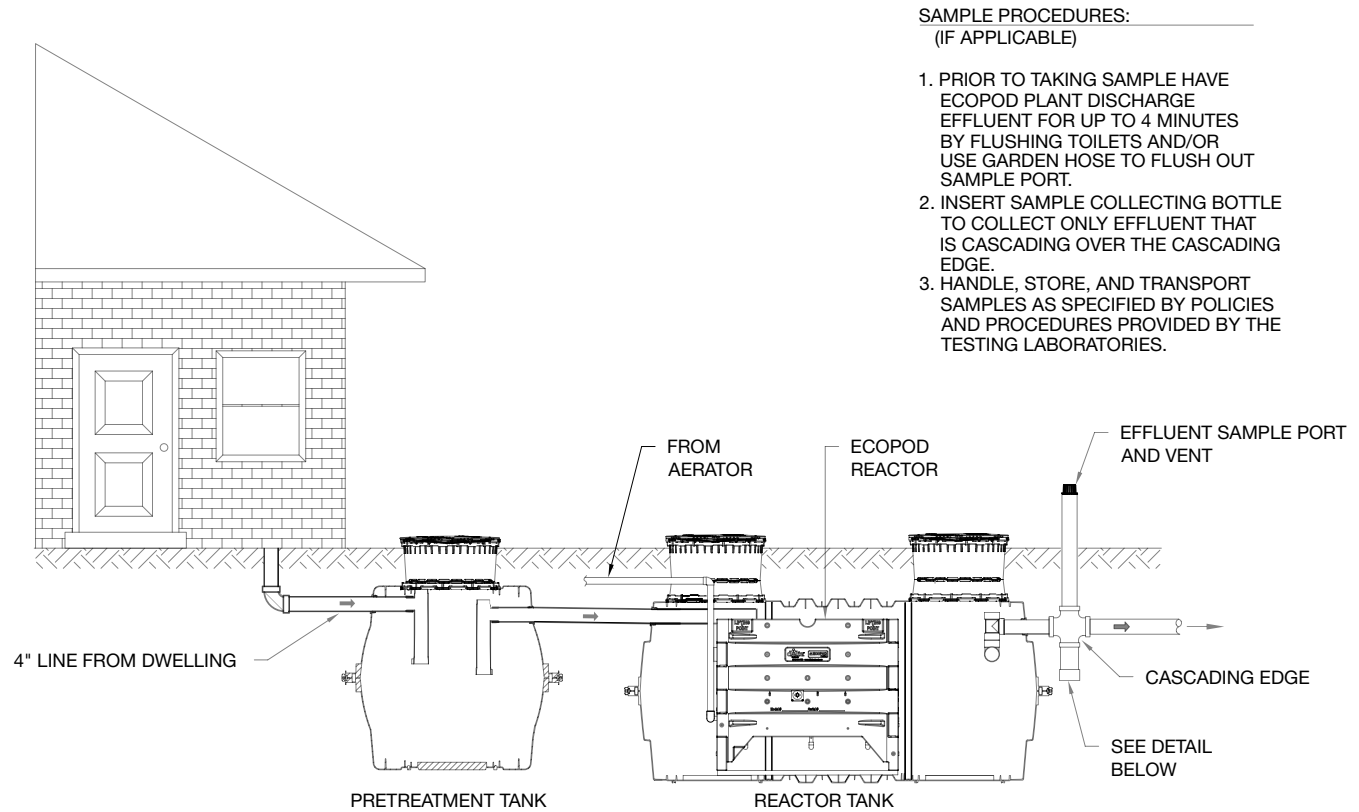 SAMPLE PROCEDURES:
(IF APPLICABLE)
1. PRIOR TO TAKING SAMPLE HAVE
ECOPOD PLANT DISCHARGE
EFFLUENT FOR UP TO 4 MINUTES
BY FLUSHING TOILETS AND/OR
USE GARDEN HOSE TO FLUSH OUT
SAMPLE PORT.
2. INSERT SAMPLE COLLECTING BOTTLE
TO COLLECT ONLY EFFLUENT THAT
IS CASCADING OVER THE CASCADING
EDGE.
3. HANDLE, STORE, AND TRANSPORT
SAMPLES AS SPECIFIED BY POLICIES
AND PROCEDURES PROVIDED BY THE
TESTING LABORATORIES.
FROM
AERATOR
ECOPOD
REACTOR
EFFLUENT SAMPLE PORT
AND VENT
LIFTING
POINT
LIFTING
POINT
4" LINE FROM DWELLING
CASCADING EDGE
SEE DETAIL
BELOW
PRETREATMENT TANK
REACTOR TANK